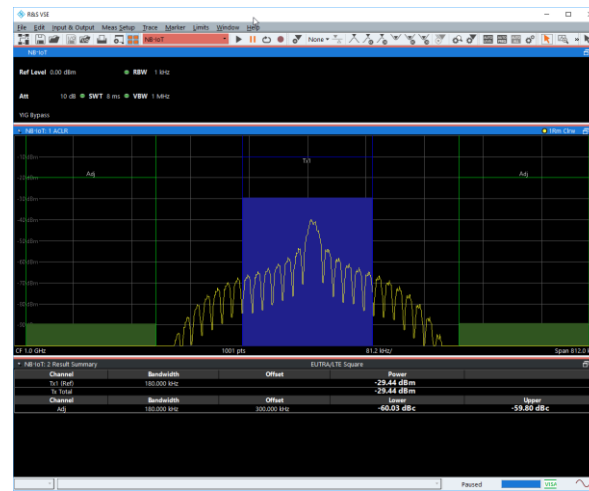 R&S VSE
File Edit Input & Output Meas Setup Trace Marker Limits Window Help
NB-IoT None
NB-IoT
Ref Level 0.00 dBm RBW 1 kHz
Att 10 dB SWT 8 ms VBW 1 MHz
YIG Bypass
NB-IoT: 1 ACLR 1Rm Clrw
Tx1
Adj Adj
CF 1.0 GHz 1001 pts 81.2 kHz/ Span 812.0
NB-IoT: 2 Result Summary EUTRA/LTE Square
Channel Bandwidth Offset Power
Tx1 (Ref) 180.000 kHz -29.44 dBm
Tx Total -29.44 dBm
Channel Bandwidth Offset Lower Upper
Adj 180.000 kHz 300.000 kHz -60.03 dBc -59.80 dBc
Paused VISA